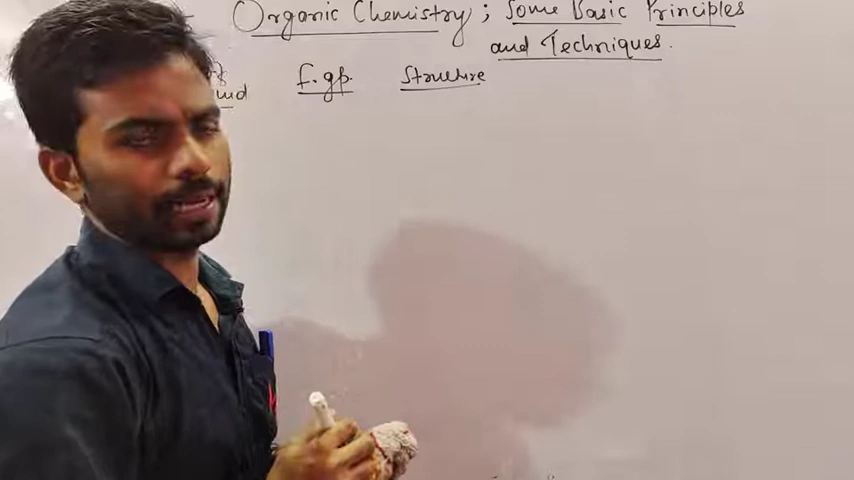 Organic Chemistry; Some Basic Principles
and Techniques.
f.gp. Structure